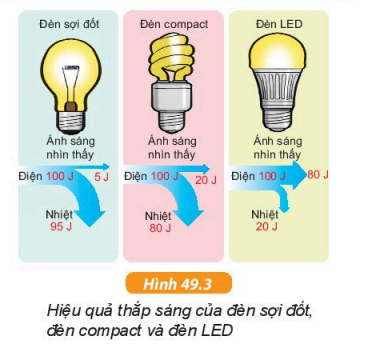 Đèn sợi đốt
Ánh sáng
nhìn thấy
Điện 100 J
5 J
Nhiệt
95 J
Đèn compact
Ánh sáng
nhìn thấy
Điện 100 J
20 J
Nhiệt
80 J
Đèn LED
Ánh sáng
nhìn thấy
Điện 100 J
80 J
Nhiệt
20 J
Hình 49.3
Hiệu quả thắp sáng của đèn sợi đốt,
đèn compact và đèn LED